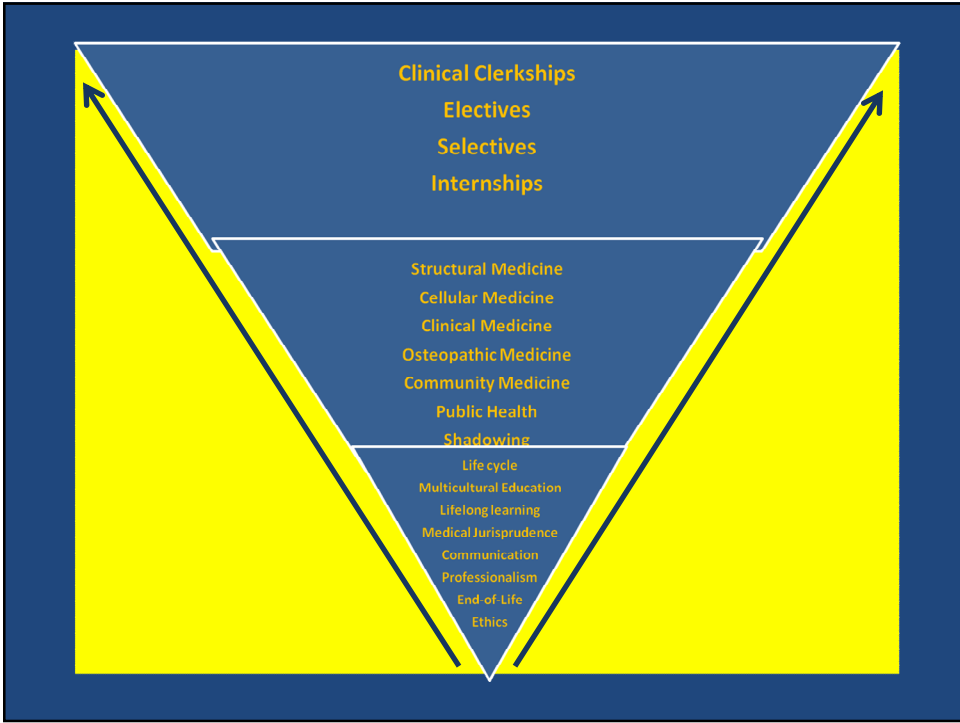 Clinical Clerkships
Electives
Selectives
Internships
Structural Medicine
Cellular Medicine
Clinical Medicine
Osteopathic Medicine
Community Medicine
Public Health
Shadowing
Life cycle
Multicultural Education
Lifelong learning
Medical Jurisprudence
Communication
Professionalism
End-of-Life
Ethics